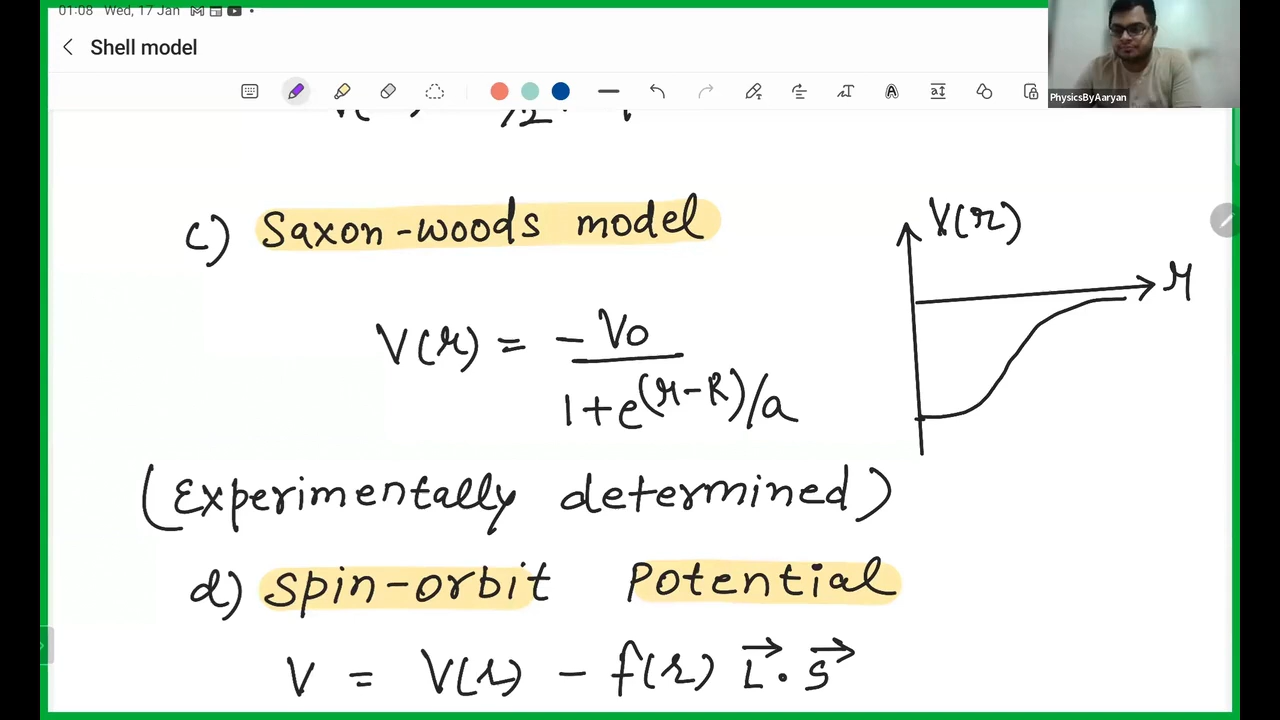 01:08 Wed, 17 Jan
Shell model
PhysicsByAaryan
c) Saxon-woods model
V(r)
r
V(r) = -Vo
1+e^(r-R)/a
(Experimentally determined)
d) Spin-orbit Potential
V = V(r) - f(r) L⃗.S⃗